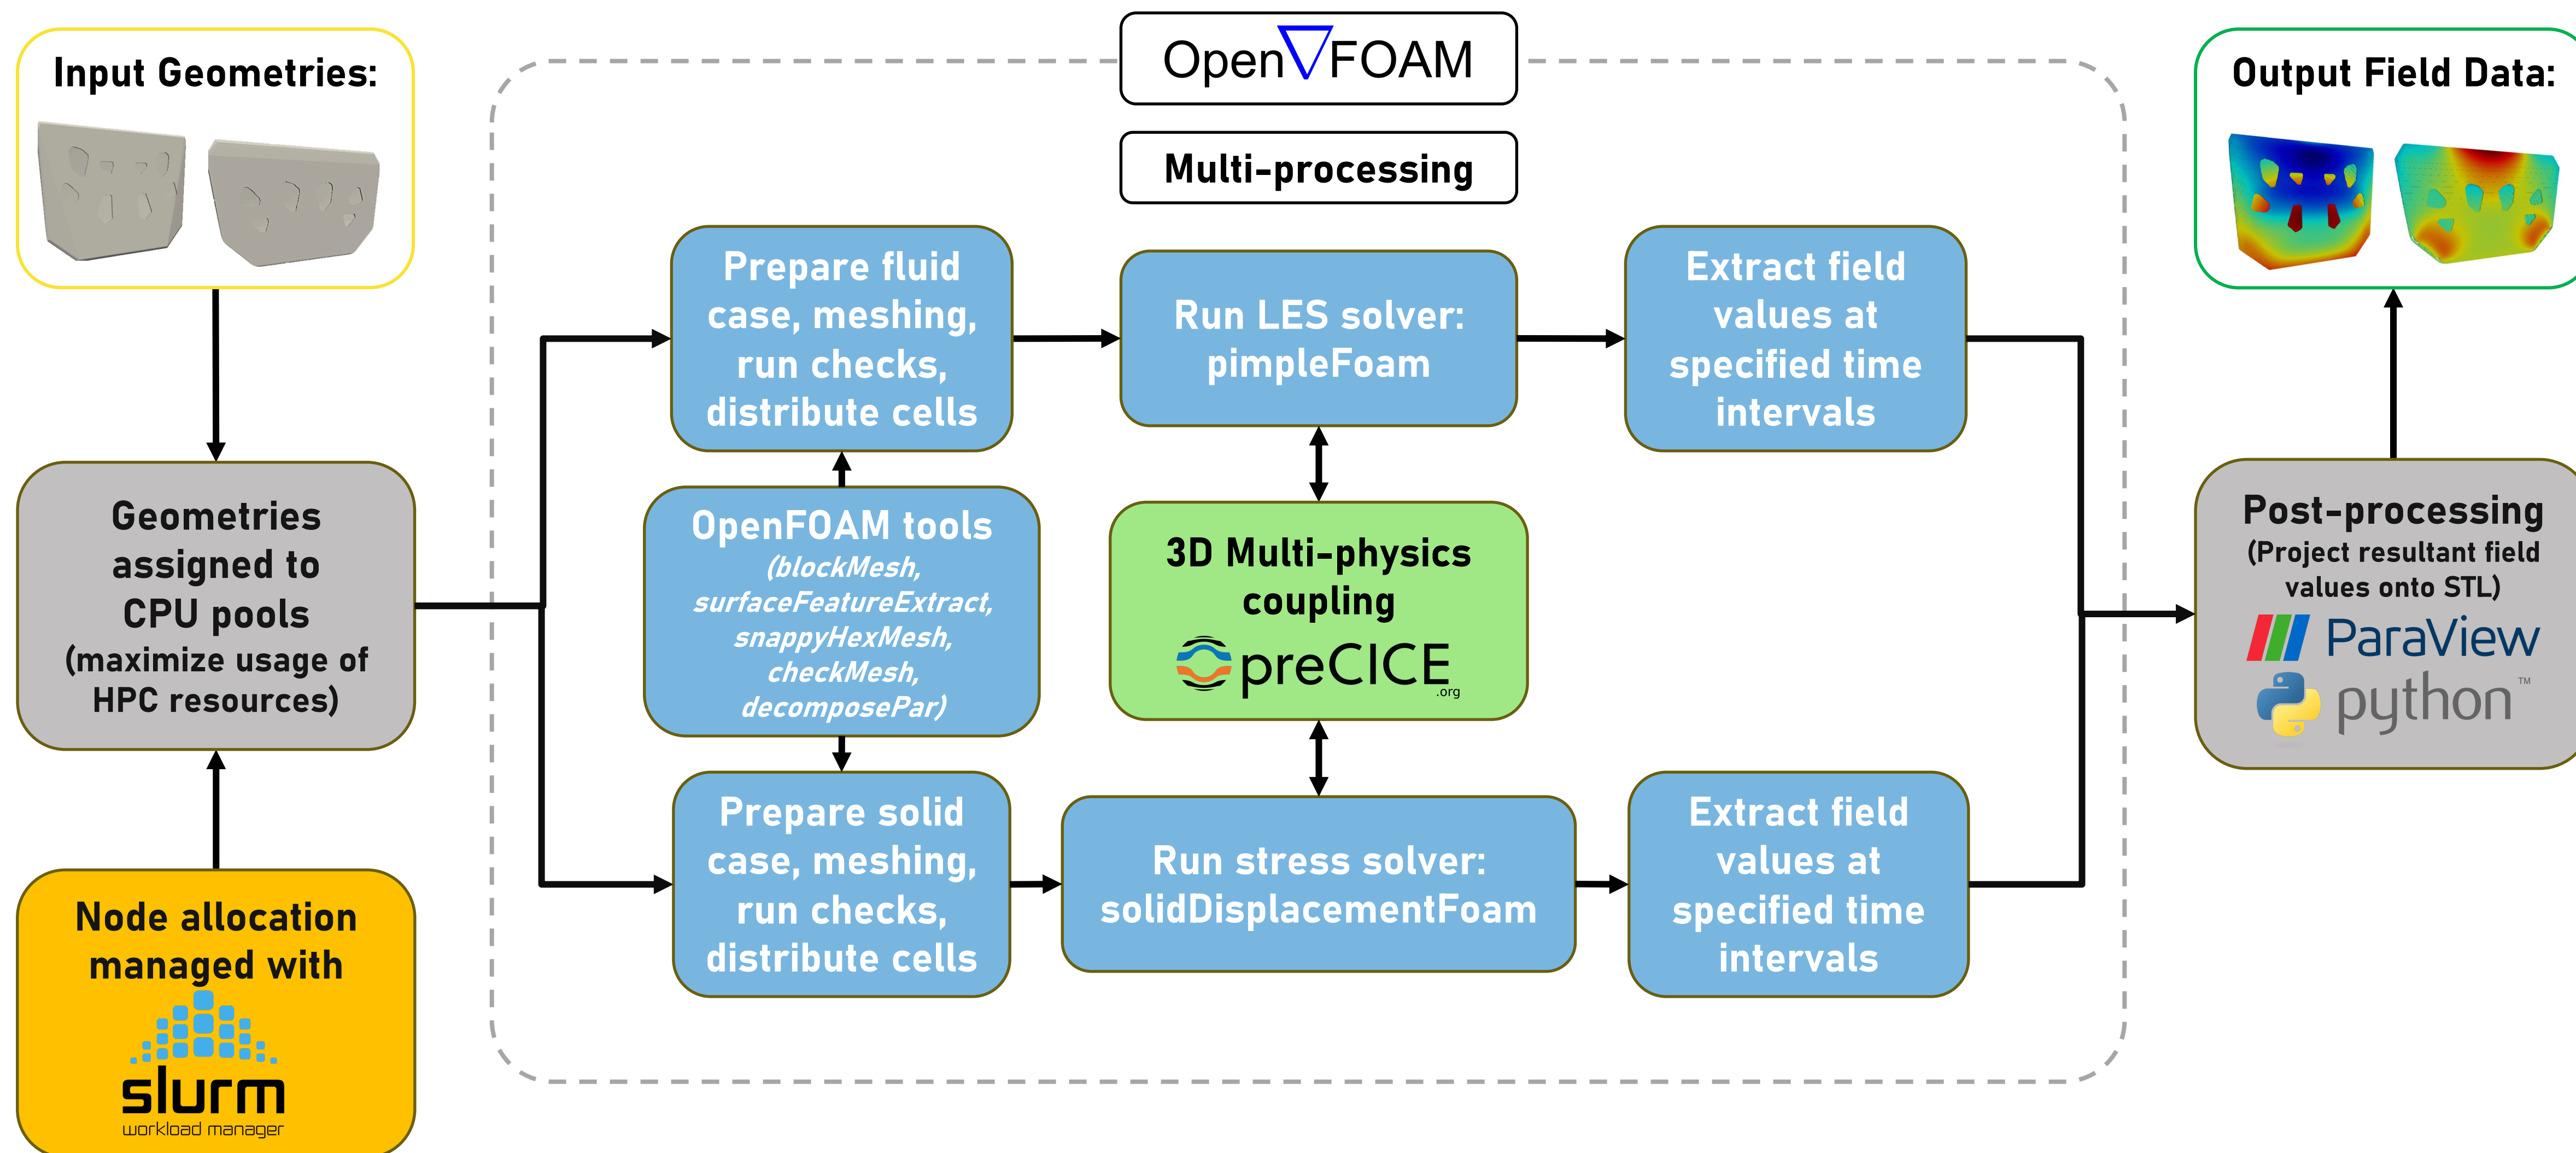 Input Geometries:
Geometries
assigned to
CPU pools
(maximize usage of
HPC resources)
Node allocation
managed with
slurm
workload manager
Open∇FOAM
Multi-processing
Prepare fluid
case, meshing,
run checks,
distribute cells
OpenFOAM tools
(blockMesh,
surfaceFeatureExtract,
snappyHexMesh,
checkMesh,
decomposePar)
Prepare solid
case, meshing,
run checks,
distribute cells
Run LES solver:
pimpleFoam
3D Multi-physics
coupling
preCICE
.org
Run stress solver:
solidDisplacementFoam
Extract field
values at
specified time
intervals
Extract field
values at
specified time
intervals
Output Field Data:
Post-processing
(Project resultant field
values onto STL)
ParaView
python™